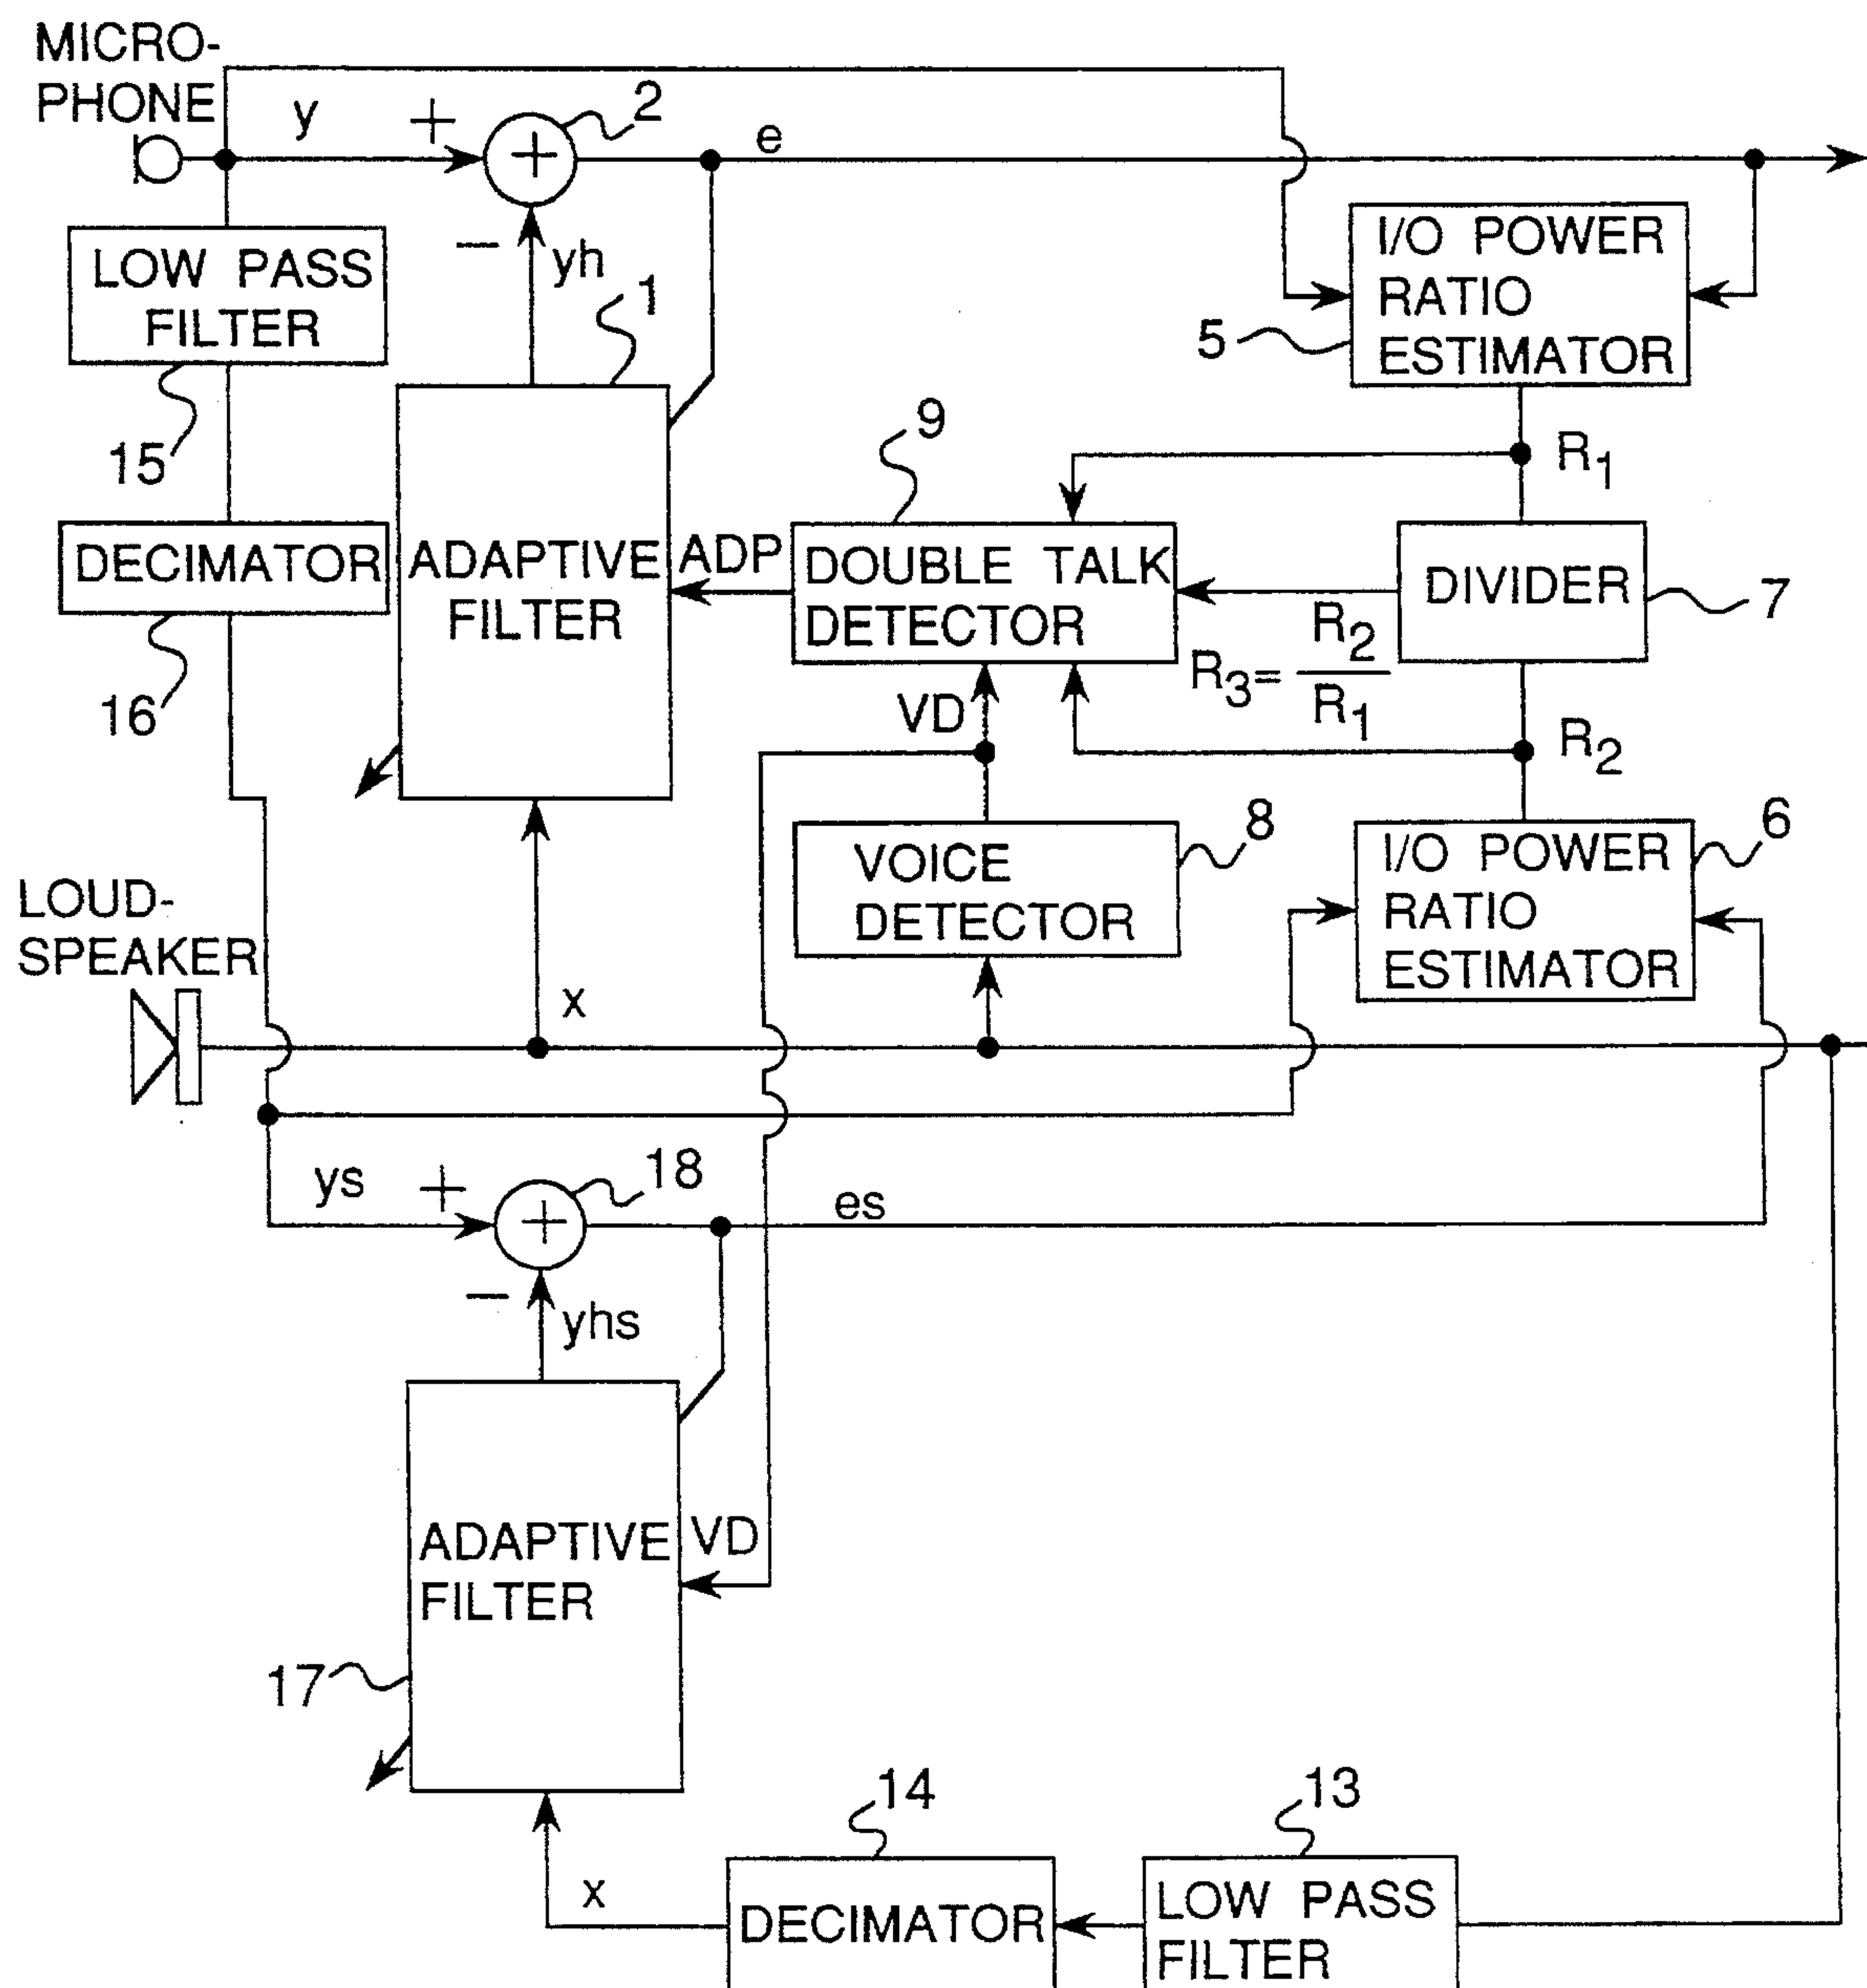 MICRO-
PHONE
y
+
2
e
+
−
yh
LOW PASS
FILTER
15
1
I/O POWER
RATIO
ESTIMATOR
5
9
R1
DECIMATOR
16
ADAPTIVE
FILTER
ADP
DOUBLE TALK
DETECTOR
DIVIDER
7
R3= R2
R1
VD
R2
VOICE
DETECTOR
8
I/O POWER
RATIO
ESTIMATOR
6
LOUD-
SPEAKER
x
ys
+
18
es
+
−
yhs
ADAPTIVE
FILTER
VD
17
14
13
x
DECIMATOR
LOW PASS
FILTER